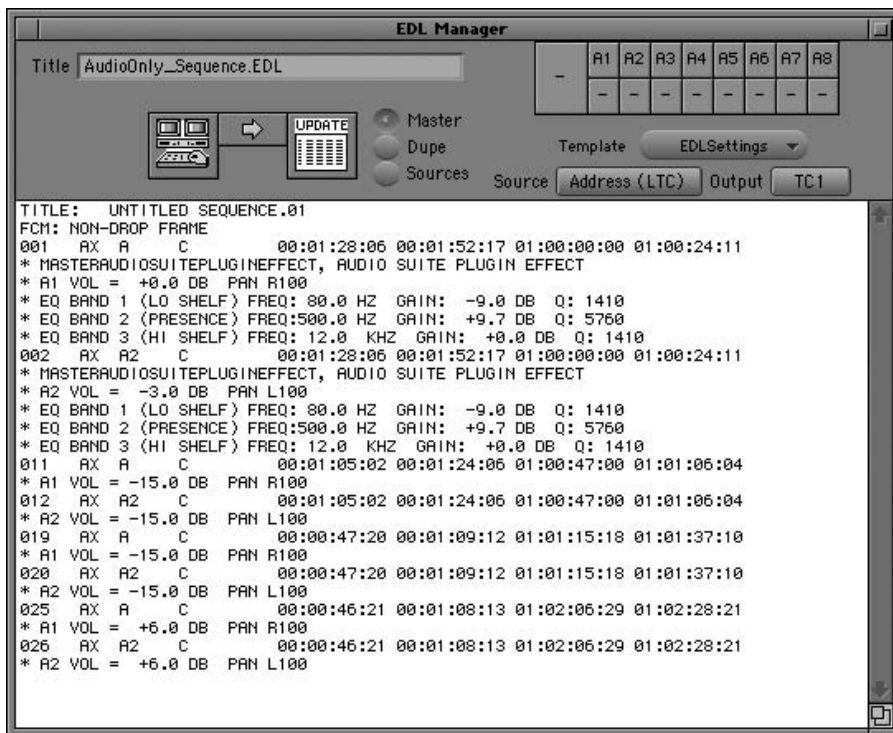 EDL Manager
Title AudioOnly_Sequence.EDL
A1 A2 A3 A4 A5 A6 A7 A8
- - - - - - - - -
UPDATE
Master
Dupe
Sources
Template EDLSettings
Source Address (LTC) Output TC1
TITLE: UNTITLED SEQUENCE.01
FCM: NON-DROP FRAME
001 AX A C 00:01:28:06 00:01:52:17 01:00:00:00 01:00:24:11
* MASTERAUDIOSUITEPLUGINEFFECT, AUDIO SUITE PLUGIN EFFECT
* A1 VOL = +0.0 DB PAN R100
* EQ BAND 1 (LO SHELF) FREQ: 80.0 HZ GAIN: -9.0 DB Q: 1410
* EQ BAND 2 (PRESENCE) FREQ:500.0 HZ GAIN: +9.7 DB Q: 5760
* EQ BAND 3 (HI SHELF) FREQ: 12.0 KHZ GAIN: +0.0 DB Q: 1410
002 AX A2 C 00:01:28:06 00:01:52:17 01:00:00:00 01:00:24:11
* MASTERAUDIOSUITEPLUGINEFFECT, AUDIO SUITE PLUGIN EFFECT
* A2 VOL = -3.0 DB PAN L100
* EQ BAND 1 (LO SHELF) FREQ: 80.0 HZ GAIN: -9.0 DB Q: 1410
* EQ BAND 2 (PRESENCE) FREQ:500.0 HZ GAIN: +9.7 DB Q: 5760
* EQ BAND 3 (HI SHELF) FREQ: 12.0 KHZ GAIN: +0.0 DB Q: 1410
011 AX A C 00:01:05:02 00:01:24:06 01:00:47:00 01:01:06:04
* A1 VOL = -15.0 DB PAN R100
012 AX A2 C 00:01:05:02 00:01:24:06 01:00:47:00 01:01:06:04
* A2 VOL = -15.0 DB PAN L100
019 AX A C 00:00:47:20 00:01:09:12 01:01:15:18 01:01:37:10
* A1 VOL = -15.0 DB PAN R100
020 AX A2 C 00:00:47:20 00:01:09:12 01:01:15:18 01:01:37:10
* A2 VOL = -15.0 DB PAN L100
025 AX A C 00:00:46:21 00:01:08:13 01:02:06:29 01:02:28:21
* A1 VOL = +6.0 DB PAN R100
026 AX A2 C 00:00:46:21 00:01:08:13 01:02:06:29 01:02:28:21
* A2 VOL = +6.0 DB PAN L100